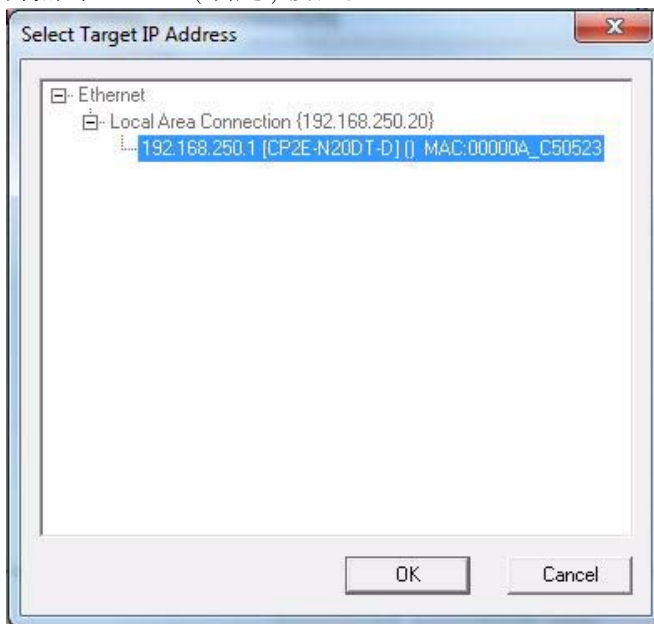 Select Target IP Address
Ethernet
Local Area Connection {192.168.250.20}
192.168.250.1 [CP2E-N20DT-D] () MAC:00000A_C50523
OK
Cancel